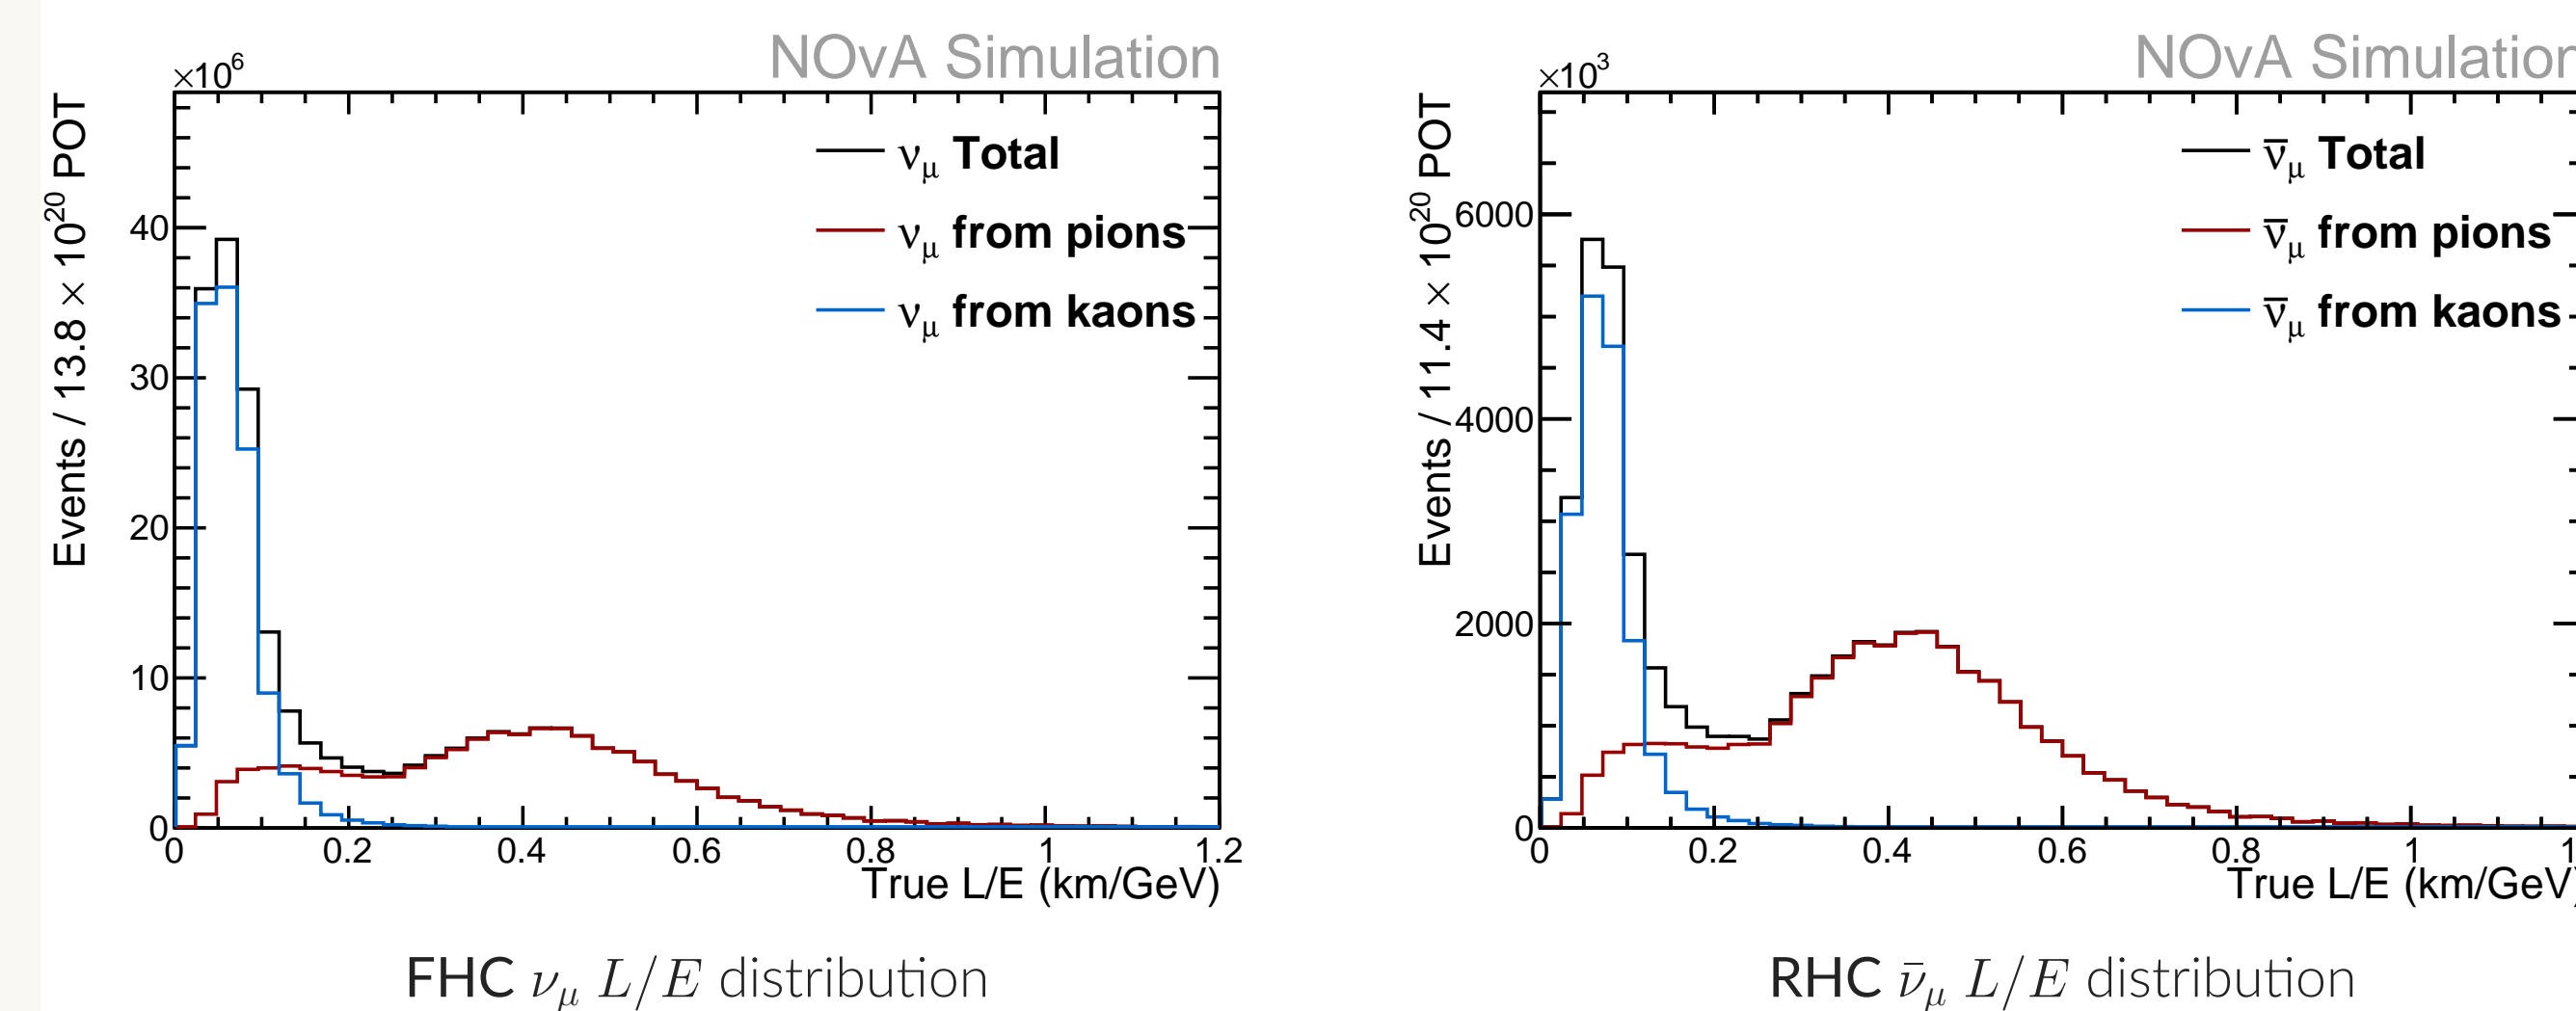 NOvA Simulation
×10⁶
Events / 13.8 × 10²⁰ POT
40
30
20
10
0
ν_μ Total
ν_μ from pions
ν_μ from kaons
0 0.2 0.4 0.6 0.8 1 1.2
True L/E (km/GeV)
FHC ν_μ L/E distribution
NOvA Simulation
×10³
Events / 11.4 × 10²⁰ POT
6000
4000
2000
0
ν̅_μ Total
ν̅_μ from pions
ν̅_μ from kaons
0 0.2 0.4 0.6 0.8 1
True L/E (km/GeV)
RHC ν̄_μ L/E distribution